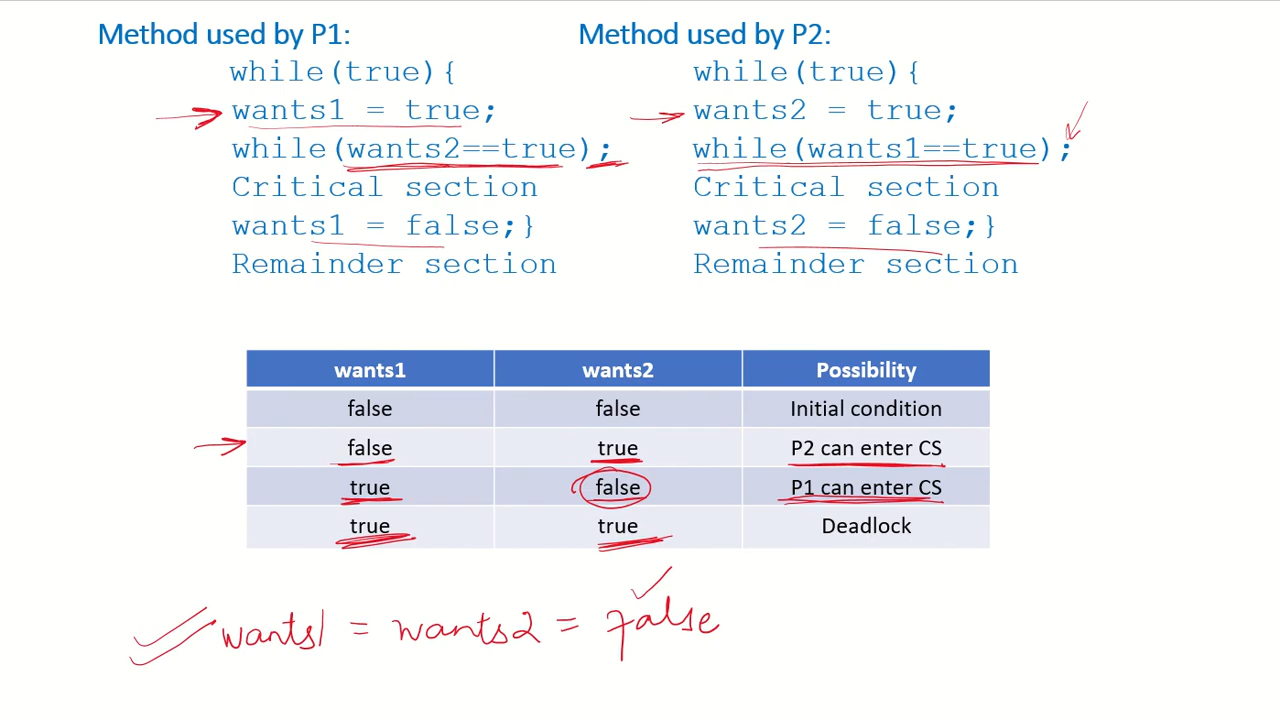 Method used by P1: Method used by P2:
while(true){ while(true){
wants1 = true; wants2 = true;
while(wants2==true); while(wants1==true);
Critical section Critical section
wants1 = false;} wants2 = false;}
Remainder section Remainder section
wants1 wants2 Possibility
false false Initial condition
false true P2 can enter CS
true false P1 can enter CS
true true Deadlock
wants1 = wants2 = false